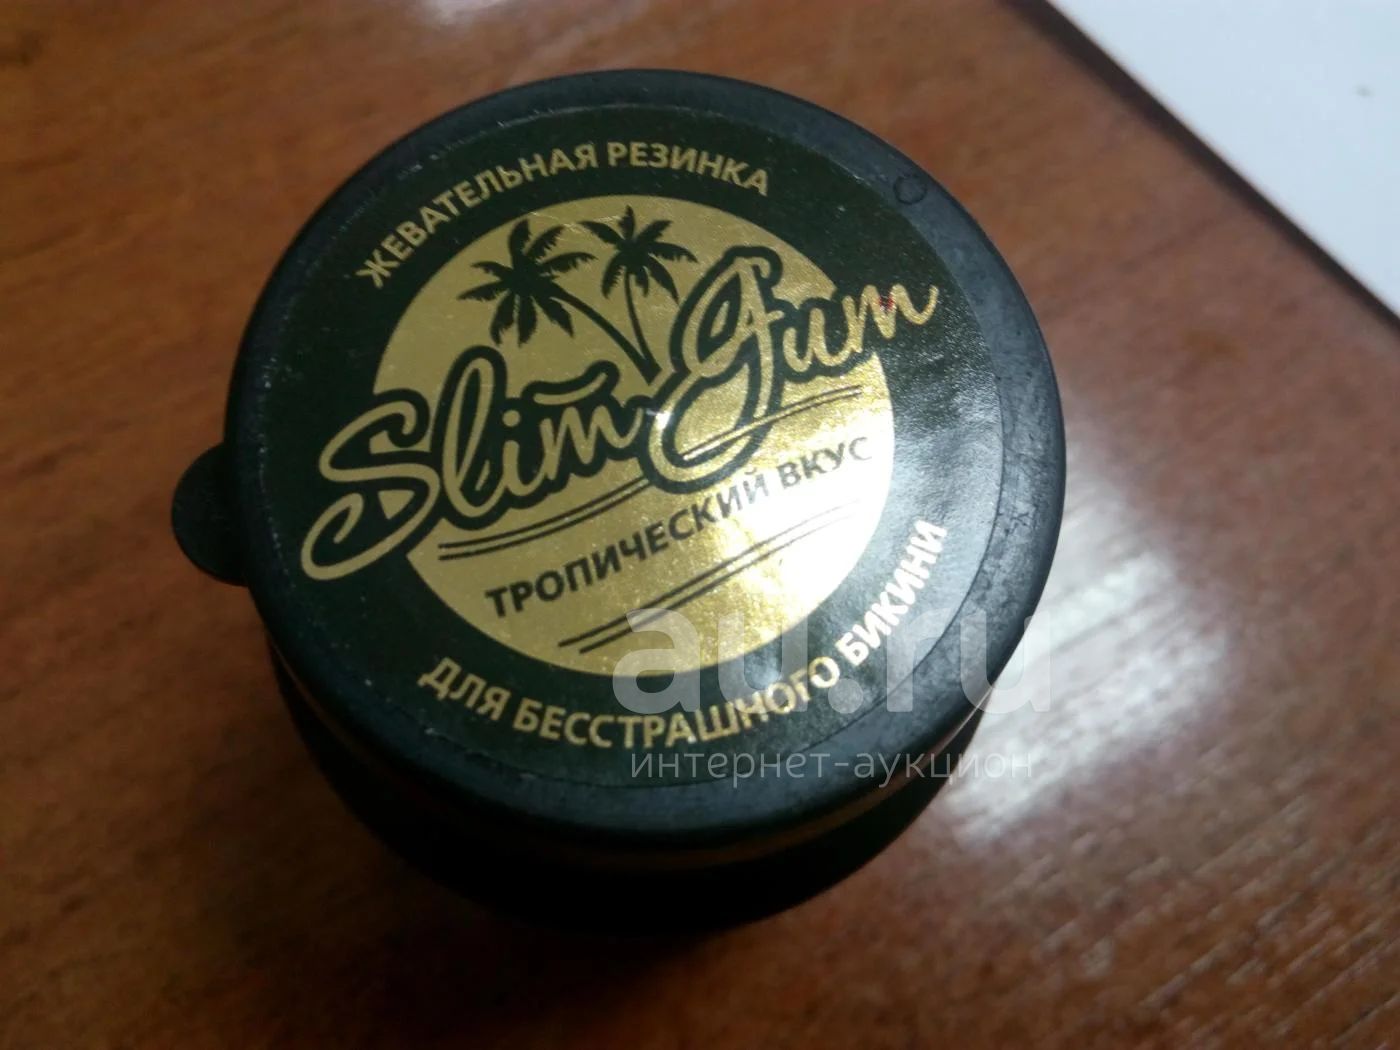 ЖЕВАТЕЛЬНАЯ РЕЗИНКА
Slim Gum
ТРОПИЧЕСКИЙ ВКУС
ДЛЯ БЕССТРАШНОГО БИКИНИ
au.ru
интернет-аукцион